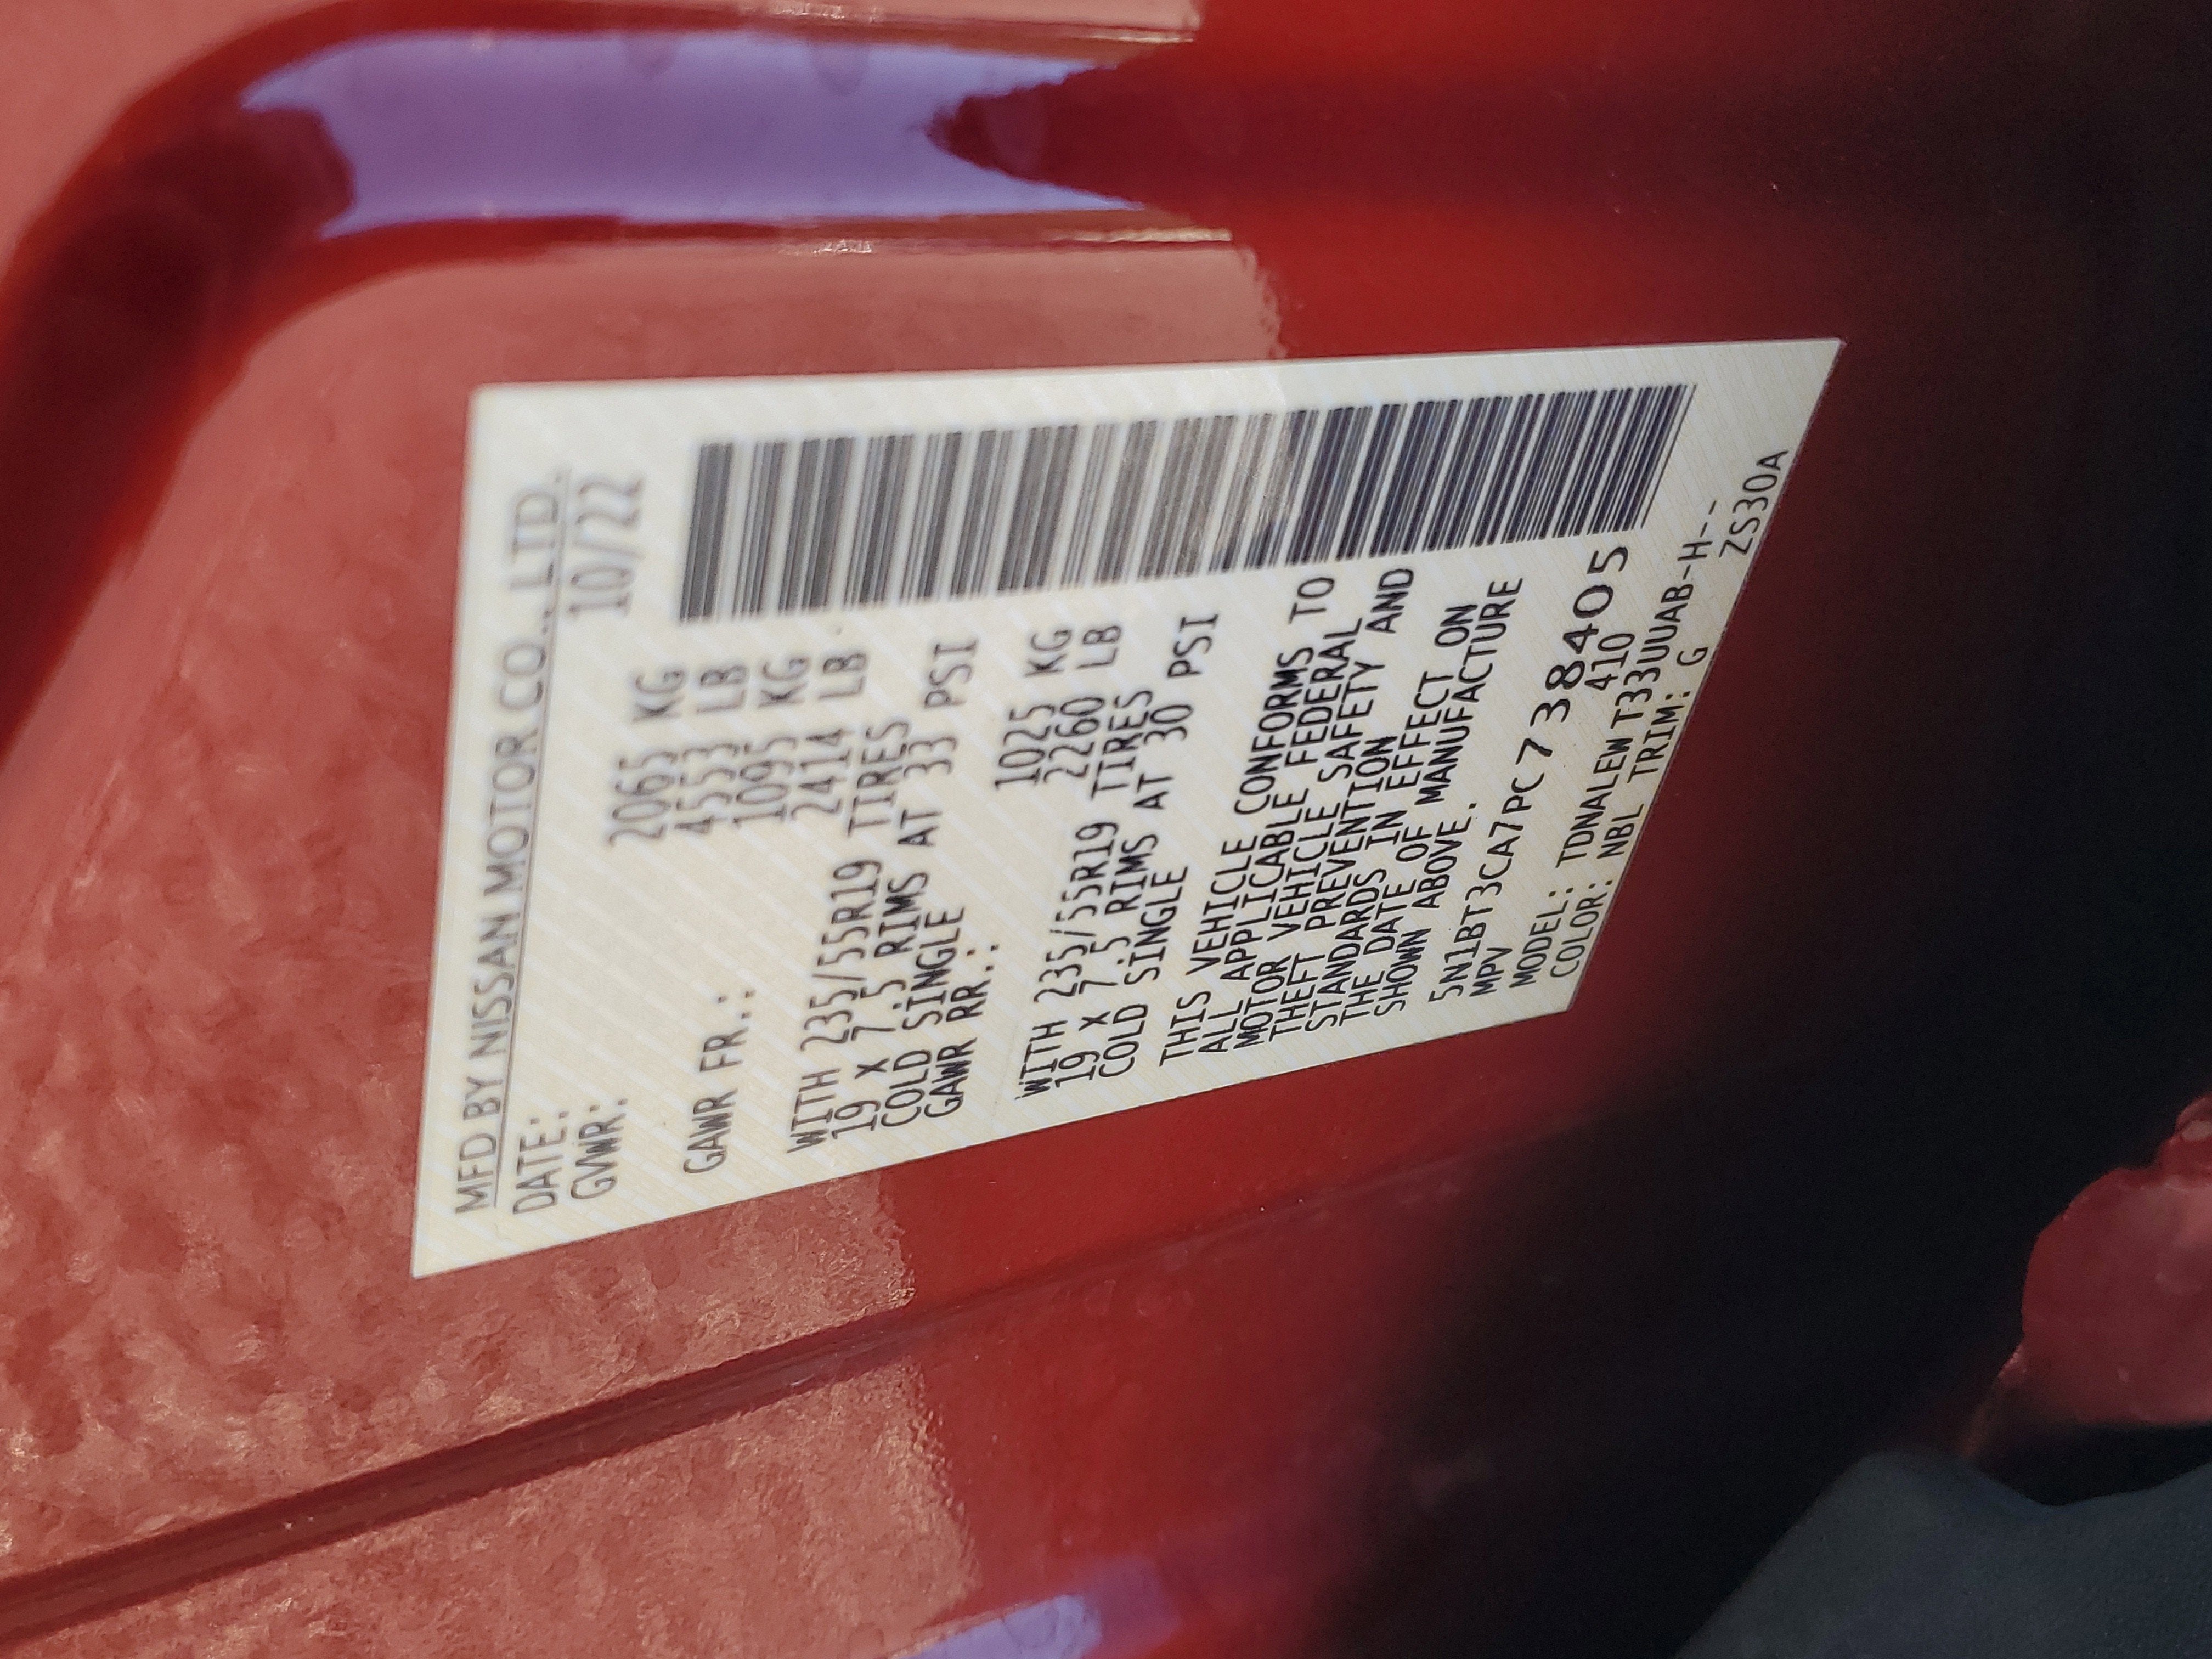 MFD BY NISSAN MOTOR CO., LTD.
DATE: 10/22
GVWR: 2065 KG
4553 LB
GAWR FR.: 1095 KG
2414 LB
WITH 235/55R19 TIRES
19 X 7.5 RIMS AT 33 PSI
COLD SINGLE
GAWR RR.: 1025 KG
2260 LB
WITH 235/55R19 TIRES
19 X 7.5 RIMS AT 30 PSI
COLD SINGLE
THIS VEHICLE CONFORMS TO
ALL APPLICABLE FEDERAL
MOTOR VEHICLE SAFETY AND
THEFT PREVENTION
STANDARDS IN EFFECT ON
THE DATE OF MANUFACTURE
SHOWN ABOVE.
5N1BT3CA7PC738405
MPV 410
MODEL: TDNALEW T33UUAB-H--
COLOR: NBL TRIM: G
ZS30A